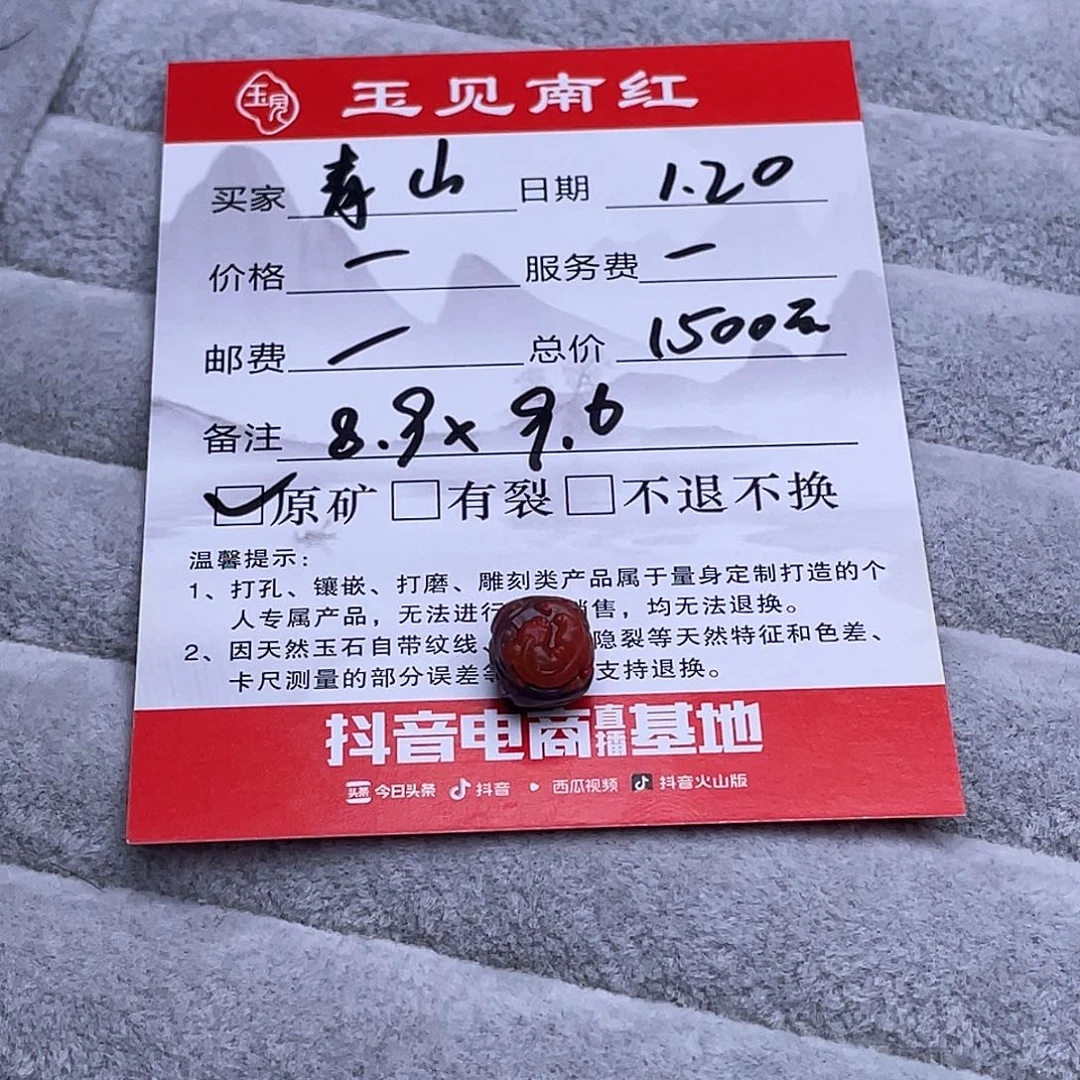 玉见 玉见南红
买家 青山 日期 1.20
价格 一 服务费 一
邮费 一 总价 1500元
备注 8.9x9.6
原矿 有裂 不退不换
温馨提示：
1、打孔、镶嵌、打磨、雕刻类产品属于量身定制打造的个
人专属产品，无法进行销售，均无法退换。
2、因天然玉石自带纹线、隐裂等天然特征和色差、
卡尺测量的部分误差 支持退换。
抖音电商直播基地
头条 今日头条 抖音 西瓜视频 抖音火山版